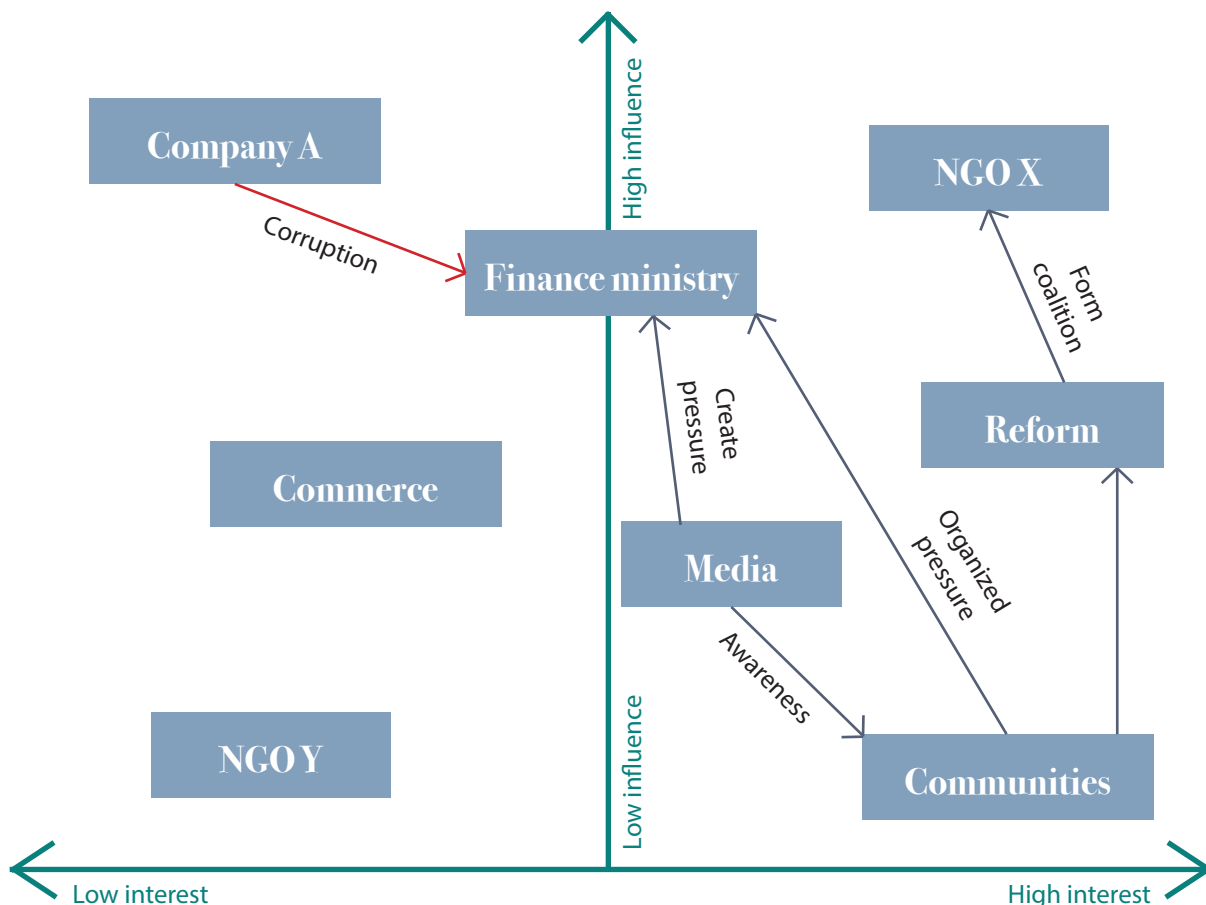 High influence
Company A
NGO X
Corruption
Finance ministry
Form
coalition
Create
pressure
Reform
Commerce
Organized
pressure
Media
Awareness
Low influence
NGO Y
Communities
Low interest
High interest